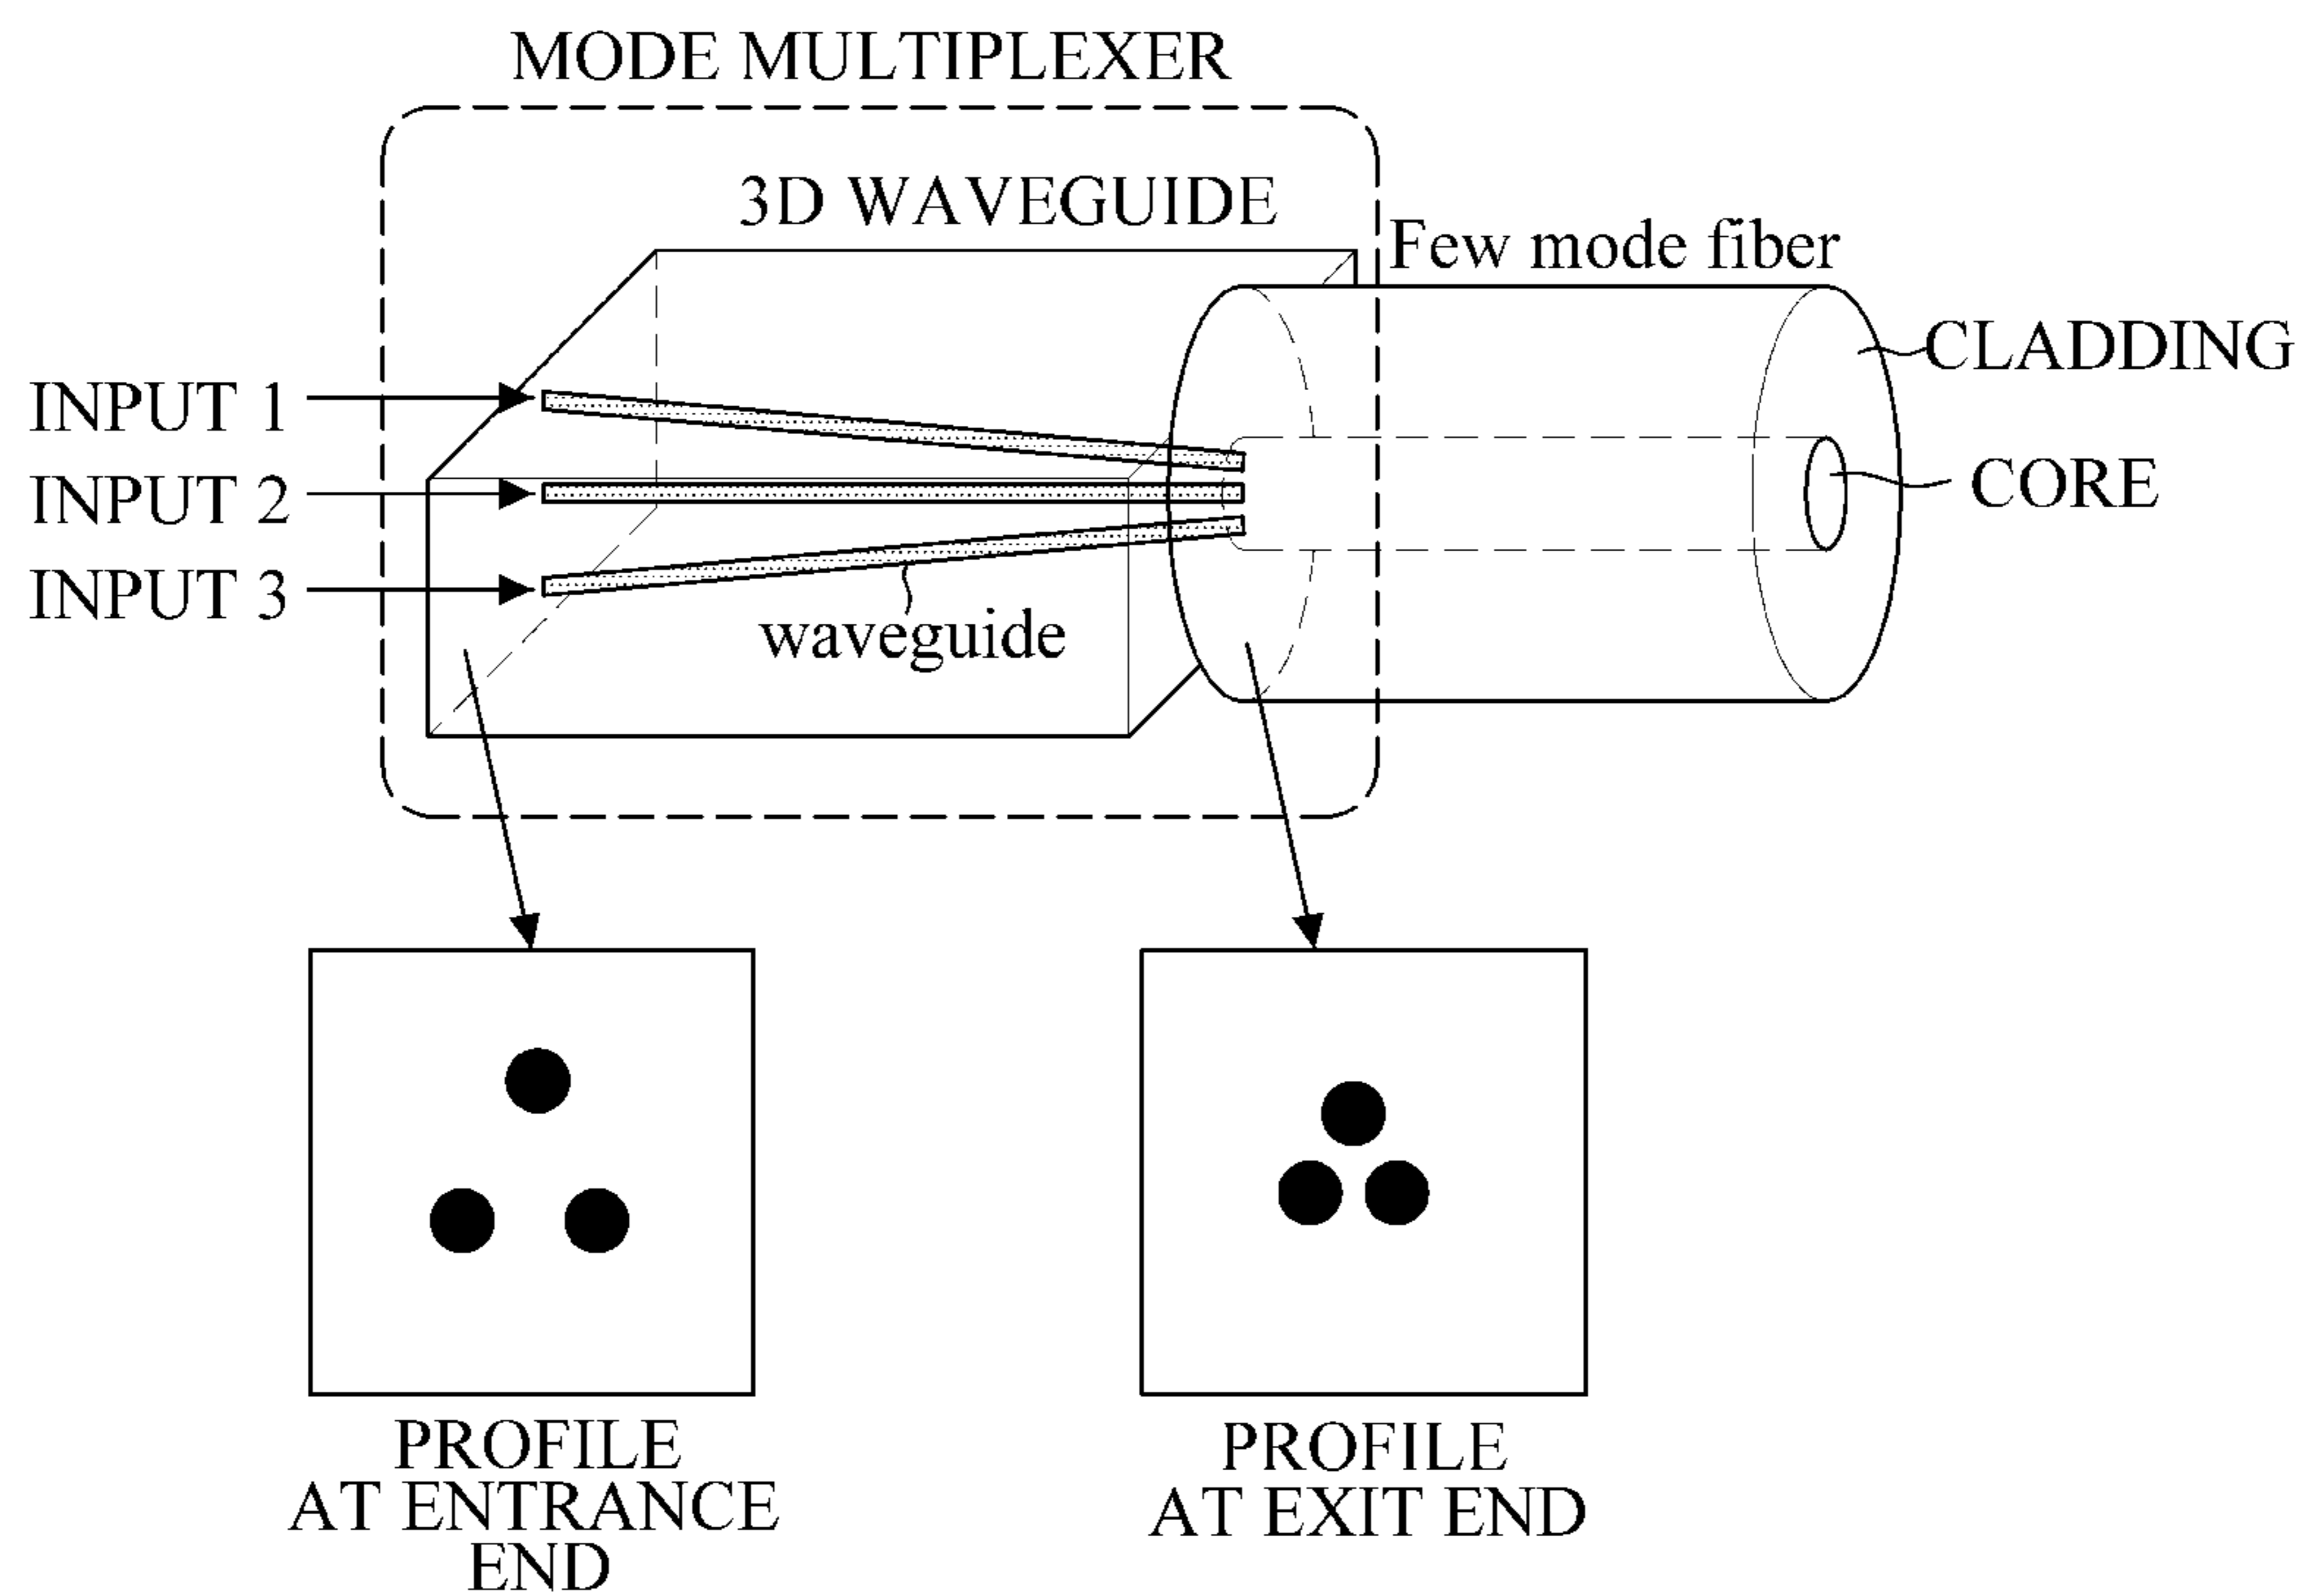 MODE MULTIPLEXER
3D WAVEGUIDE
Few mode fiber
CLADDING
INPUT 1
INPUT 2
CORE
INPUT 3
waveguide
PROFILE
AT ENTRANCE
END
PROFILE
AT EXIT END